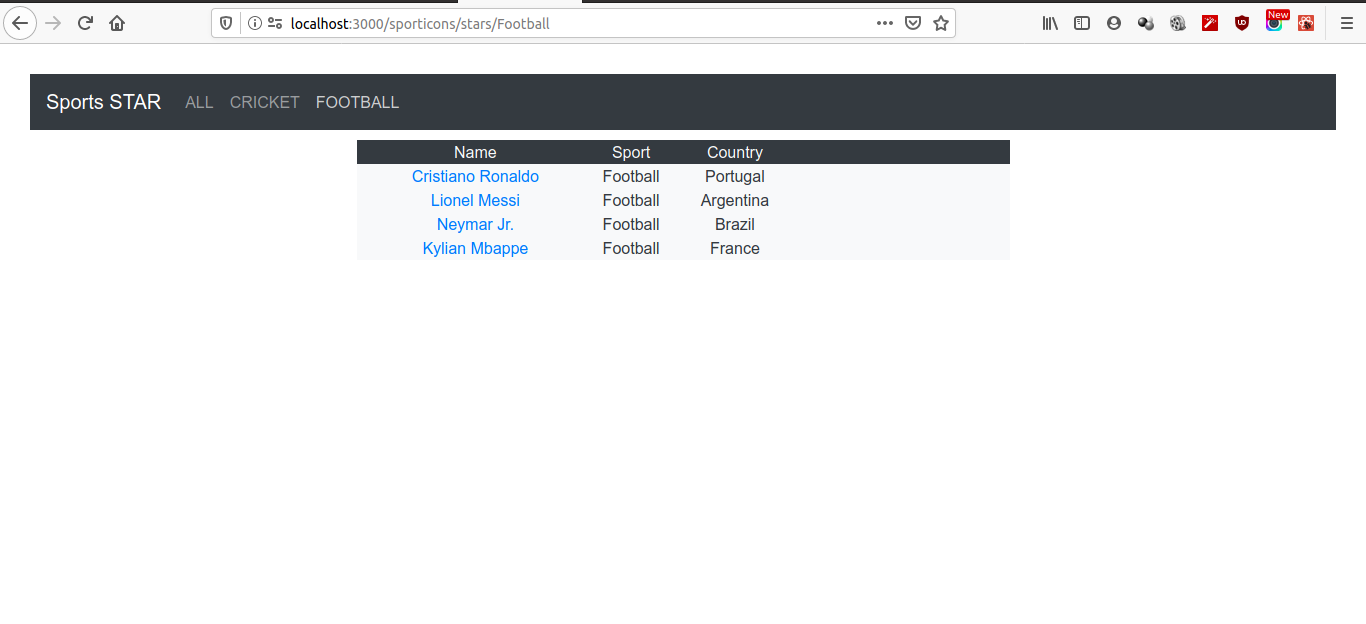 localhost:3000/sporticons/stars/Football
New
UD
Sports STAR ALL CRICKET FOOTBALL
Name Sport Country
Cristiano Ronaldo Football Portugal
Lionel Messi Football Argentina
Neymar Jr. Football Brazil
Kylian Mbappe Football France